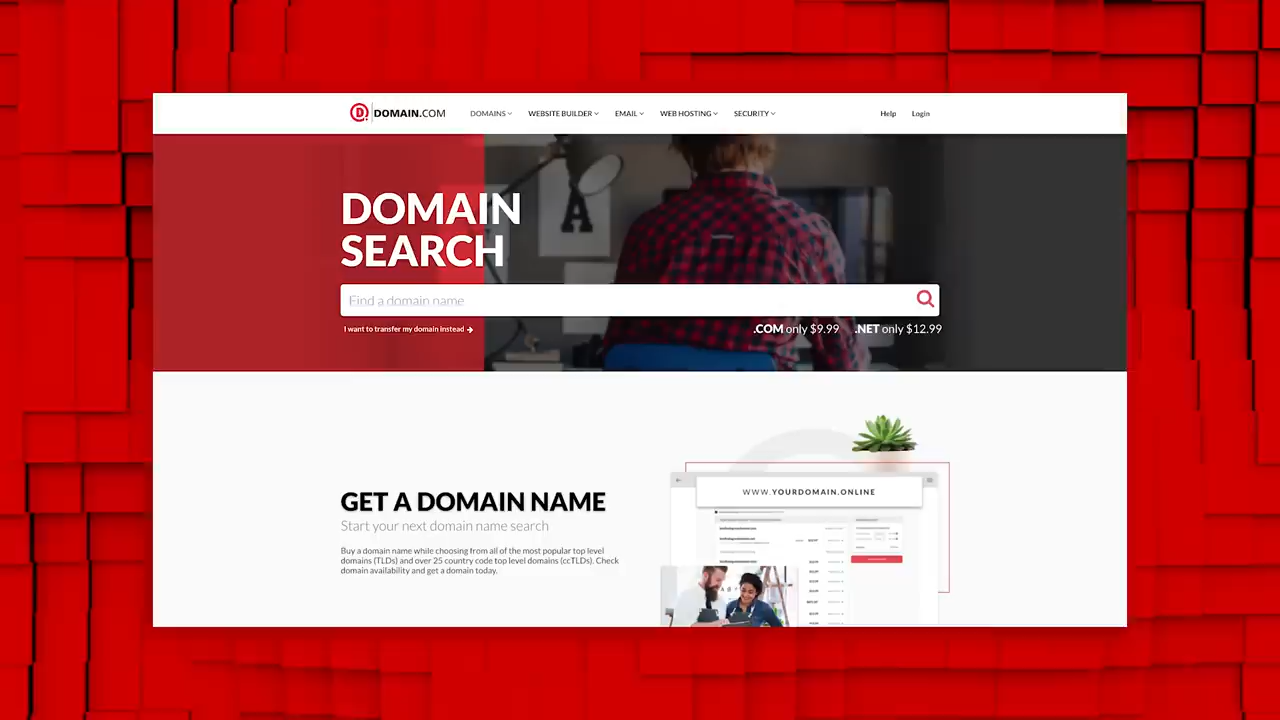 DOMAIN.COM
DOMAINS
WEBSITE BUILDER
EMAIL
WEB HOSTING
SECURITY
Help
Login
DOMAIN
SEARCH
A
Find a domain name
I want to transfer my domain instead
.COM only $9.99
.NET only $12.99
WWW.YOURDOMAIN.ONLINE
GET A DOMAIN NAME
Start your next domain name search
Buy a domain name while choosing from all of the most popular top level
domains (TLDs) and over 25 country code top level domains (ccTLDs). Check
domain availability and get a domain today.